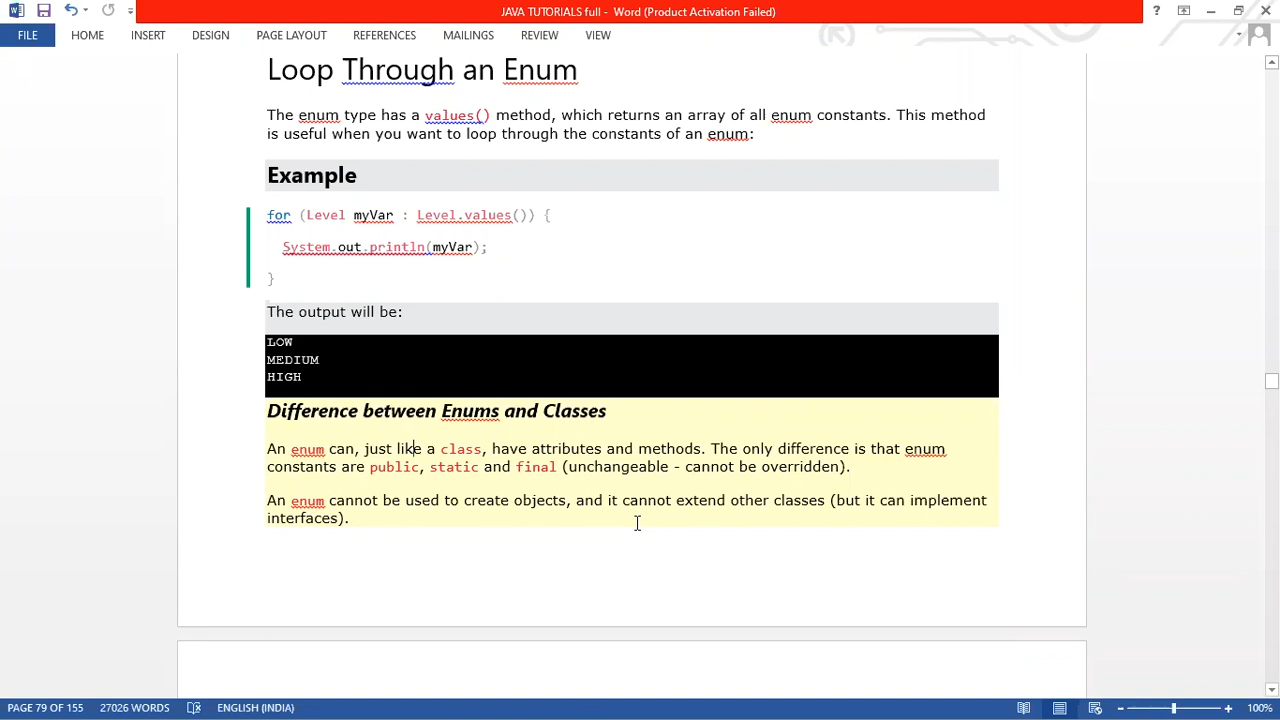 JAVA TUTORIALS full - Word (Product Activation Failed)
?
FILE HOME INSERT DESIGN PAGE LAYOUT REFERENCES MAILINGS REVIEW VIEW
Loop Through an Enum
The enum type has a values() method, which returns an array of all enum constants. This method
is useful when you want to loop through the constants of an enum:
Example
for (Level myVar : Level.values()) {
System.out.println(myVar);
}
The output will be:
LOW
MEDIUM
HIGH
Difference between Enums and Classes
An enum can, just like a class, have attributes and methods. The only difference is that enum
constants are public, static and final (unchangeable - cannot be overridden).
An enum cannot be used to create objects, and it cannot extend other classes (but it can implement
interfaces).
PAGE 79 OF 155 27026 WORDS ENGLISH (INDIA) 100%